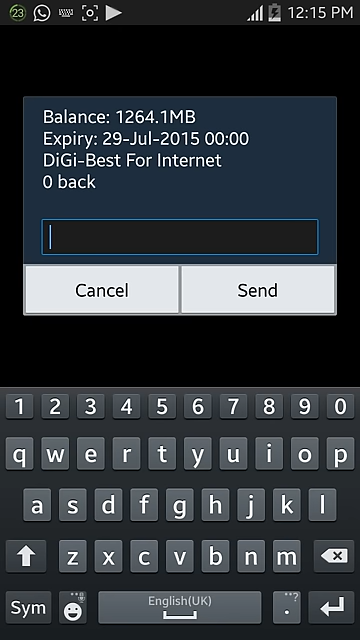 23 12:15 PM
Balance: 1264.1MB
Expiry: 29-Jul-2015 00:00
DiGi-Best For Internet
0 back
Cancel Send
1 2 3 4 5 6 7 8 9 0
q w e r t y u i o p
a s d f g h j k l
z x c v b n m
Sym English(UK) .